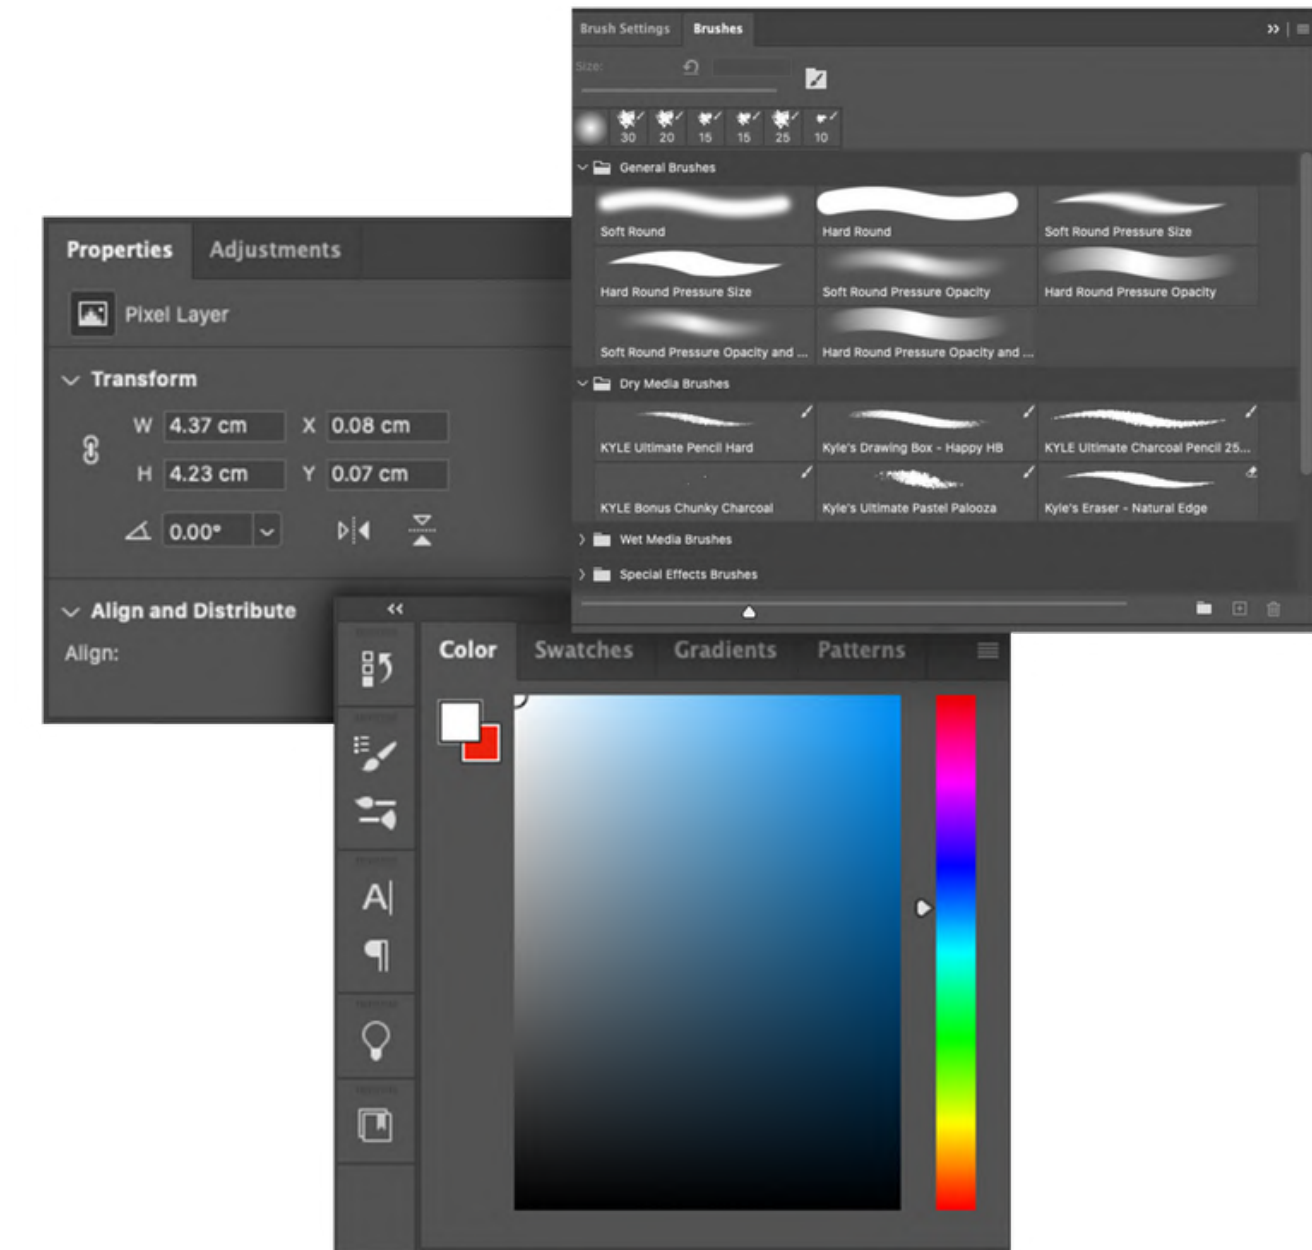 Brush Settings Brushes
Size:
30 20 15 15 25 10
General Brushes
Soft Round Hard Round Soft Round Pressure Size
Hard Round Pressure Size Soft Round Pressure Opacity Hard Round Pressure Opacity
Soft Round Pressure Opacity and ... Hard Round Pressure Opacity and ...
Dry Media Brushes
KYLE Ultimate Pencil Hard Kyle's Drawing Box - Happy HB KYLE Ultimate Charcoal Pencil 25...
KYLE Bonus Chunky Charcoal Kyle's Ultimate Pastel Palooza Kyle's Eraser - Natural Edge
Wet Media Brushes
Special Effects Brushes
Properties Adjustments
Pixel Layer
Transform
W 4.37 cm X 0.08 cm
H 4.23 cm Y 0.07 cm
0.00°
Align and Distribute
Align:
Color Swatches Gradients Patterns
A|
¶